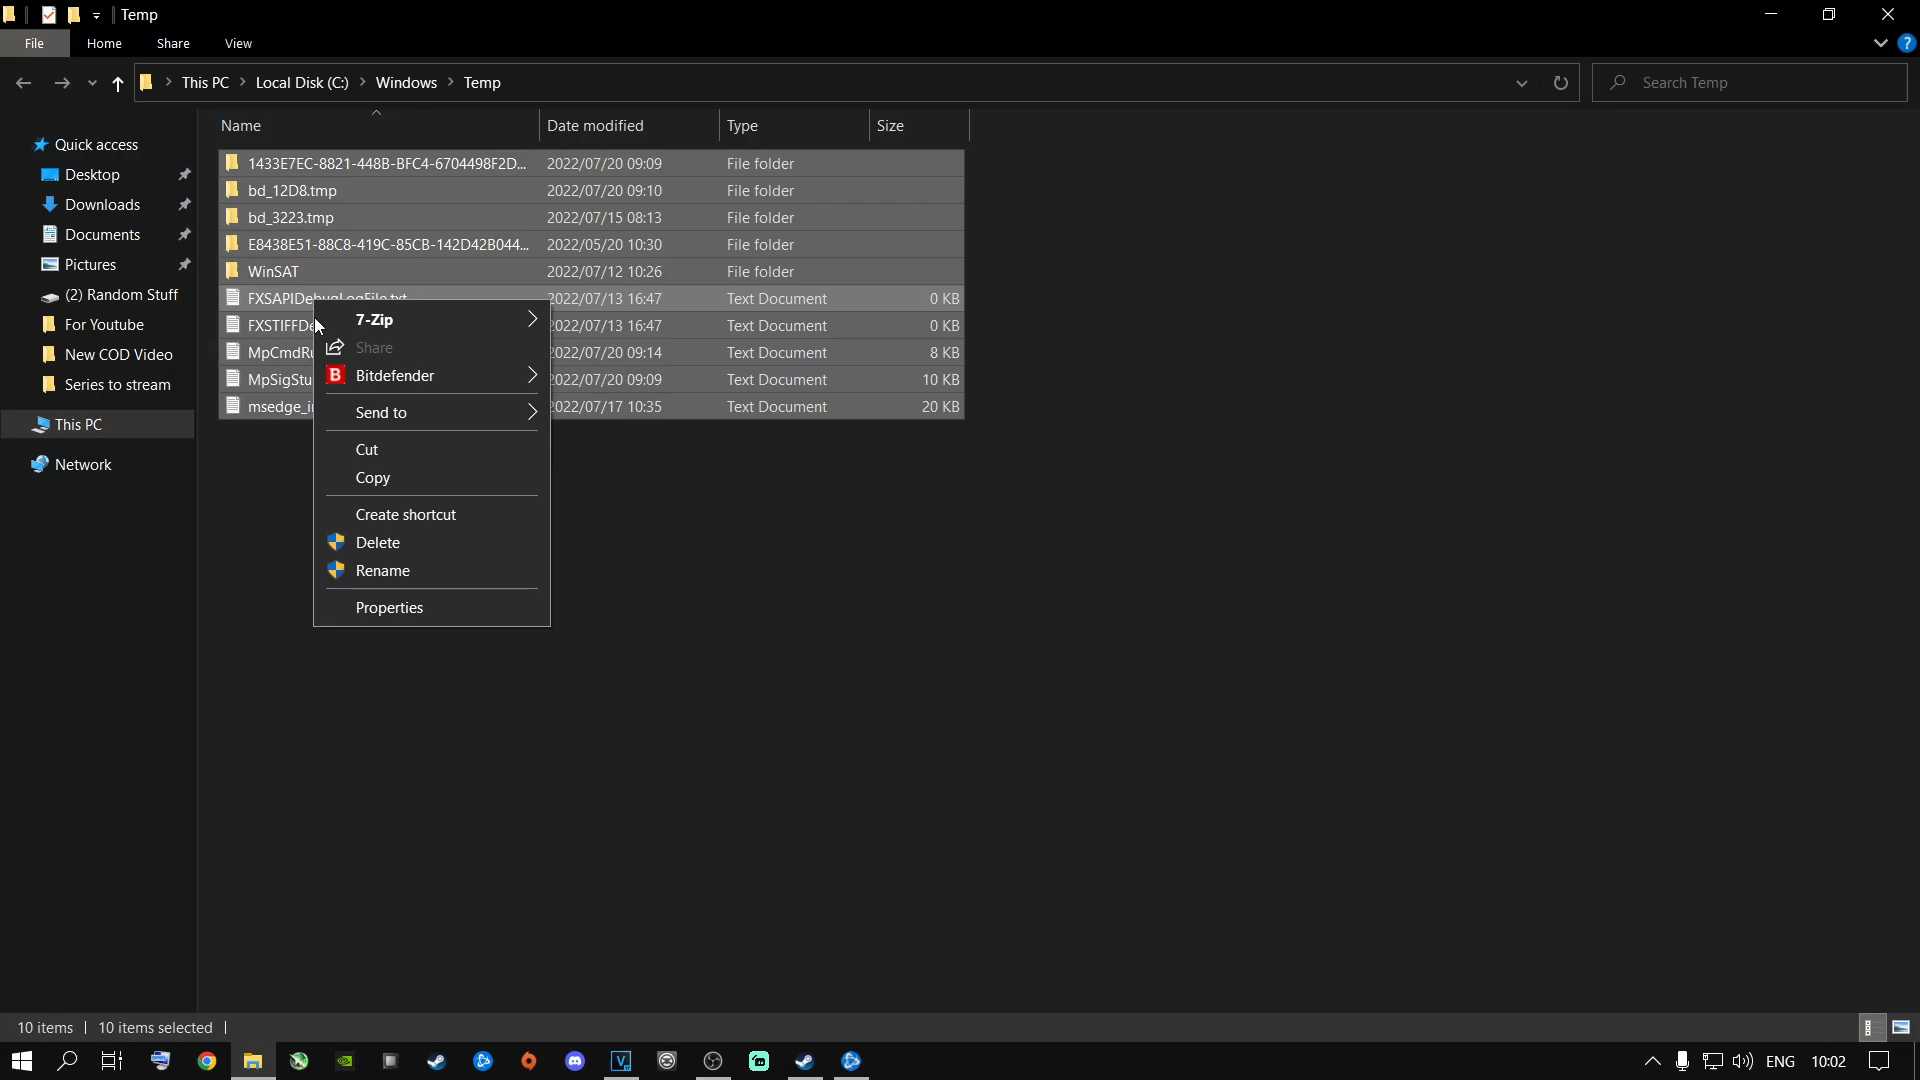 Temp
File Home Share View
This PC Local Disk (C:) Windows Temp
Search Temp
Name Date modified Type Size
Quick access
Desktop
Downloads
Documents
Pictures
(2) Random Stuff
For Youtube
New COD Video
Series to stream
This PC
Network
1433E7EC-8821-448B-BFC4-6704498F2D... 2022/07/20 09:09 File folder
bd_12D8.tmp 2022/07/20 09:10 File folder
bd_3223.tmp 2022/07/15 08:13 File folder
E8438E51-88C8-419C-85CB-142D42B044... 2022/05/20 10:30 File folder
WinSAT 2022/07/12 10:26 File folder
FXSAPIDebugLogFile.txt 2022/07/13 16:47 Text Document 0 KB
FXSTIFFDe 2022/07/13 16:47 Text Document 0 KB
MpCmdRu 2022/07/20 09:14 Text Document 8 KB
MpSigStu 2022/07/20 09:09 Text Document 10 KB
msedge_i 2022/07/17 10:35 Text Document 20 KB
7-Zip
Share
B Bitdefender
Send to
Cut
Copy
Create shortcut
Delete
Rename
Properties
10 items 10 items selected
ENG 10:02